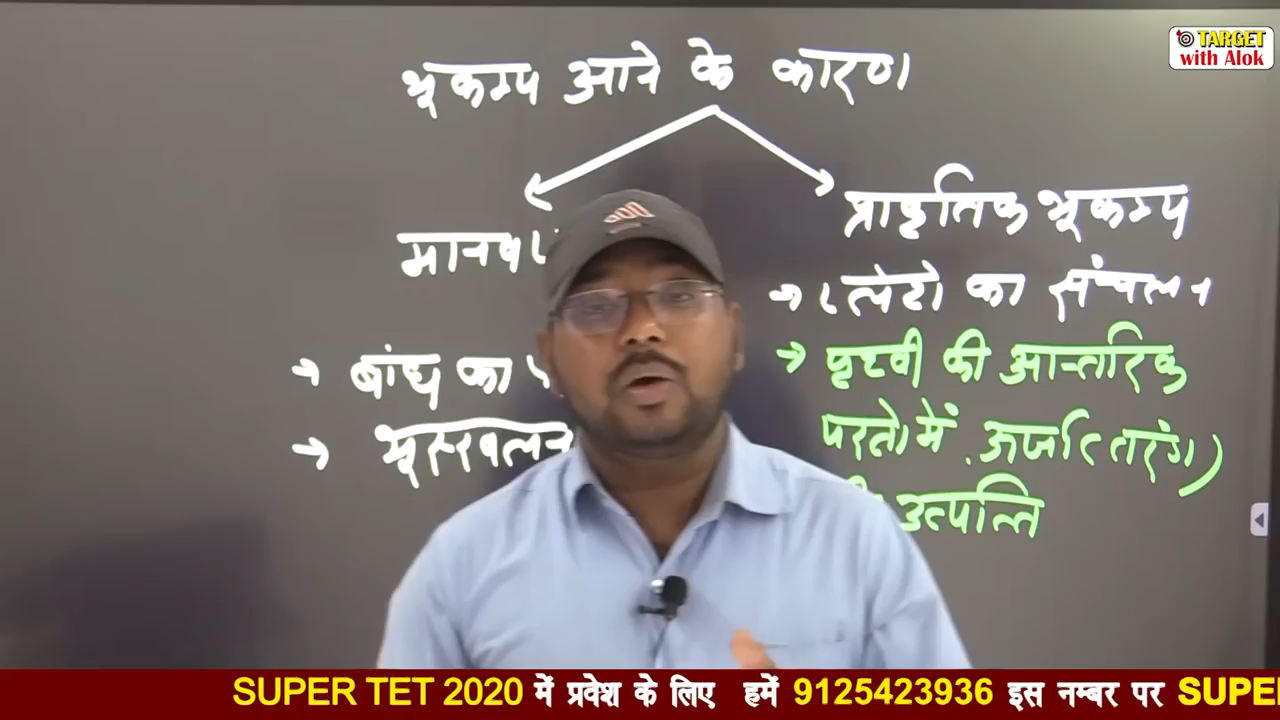 TARGET
with Alok
भूकम्प आने के कारण
प्राकृतिक भूकम्प
→ प्लेटो का संचलन
→ बांध का
→ भूस्खलन
→ पृथ्वी की आन्तरिक
परतो में ऊर्जा (तरंग)
उत्पत्ति
SUPER TET 2020 में प्रवेश के लिए हमें 9125423936 इस नम्बर पर SUPE